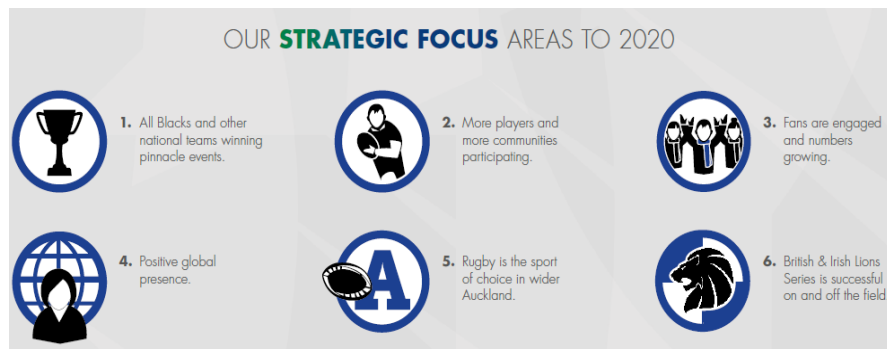 OUR STRATEGIC FOCUS AREAS TO 2020
1. All Blacks and other
national teams winning
pinnacle events.
2. More players and
more communities
participating.
3. Fans are engaged
and numbers
growing.
4. Positive global
presence.
A
5. Rugby is the sport
of choice in wider
Auckland.
6. British & Irish Lions
Series is successful
on and off the field